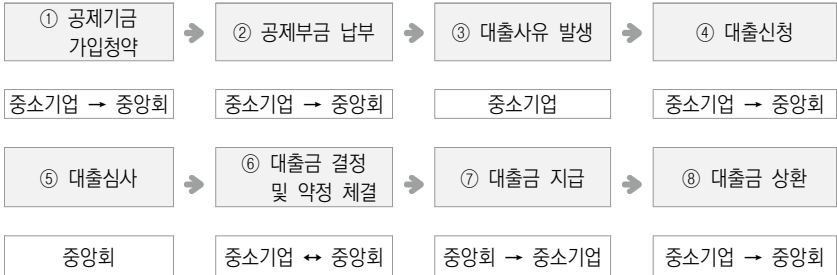 ① 공제기금
가입청약
② 공제부금 납부
③ 대출사유 발생
④ 대출신청
중소기업 → 중앙회
중소기업 → 중앙회
중소기업
중소기업 → 중앙회
⑤ 대출심사
⑥ 대출금 결정
및 약정 체결
⑦ 대출금 지급
⑧ 대출금 상환
중앙회
중소기업 ↔ 중앙회
중앙회 → 중소기업
중소기업 → 중앙회